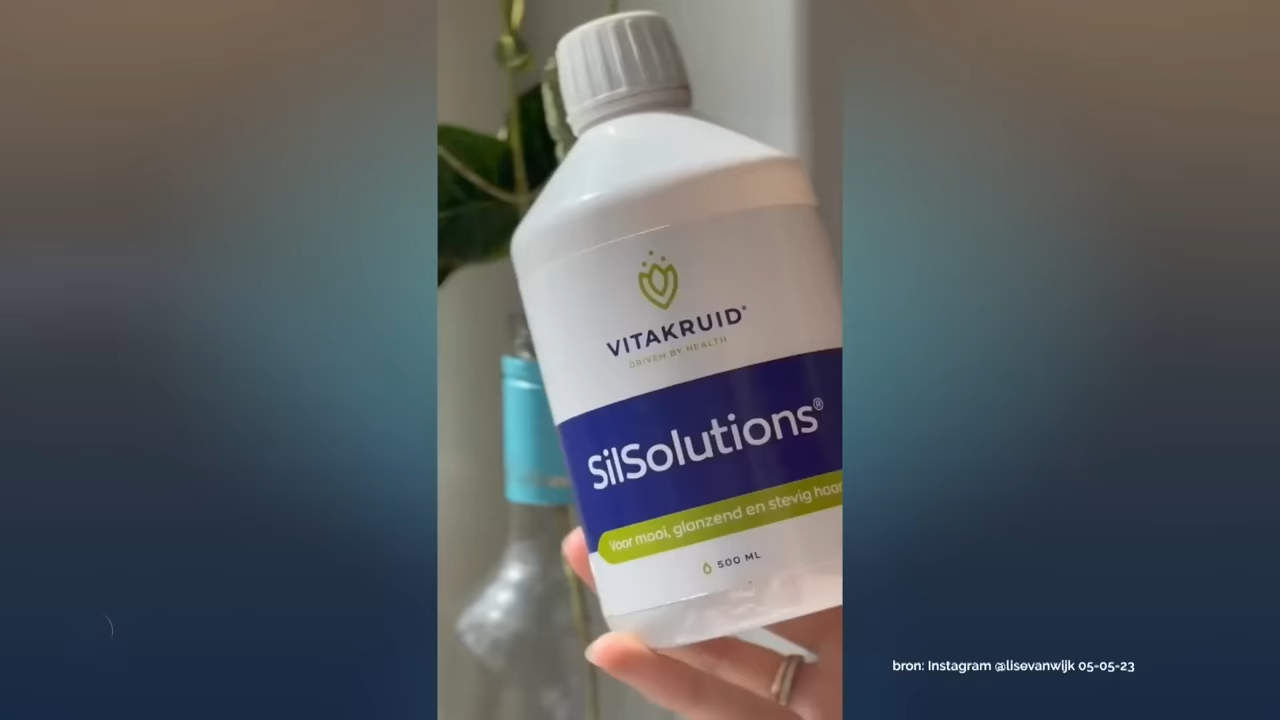 VITAKRUID®
DRIVEN BY HEALTH
SilSolutions®
Voor mooi, glanzend en stevig haar
500 ML
bron: Instagram @lisevanwijk 05-05-23